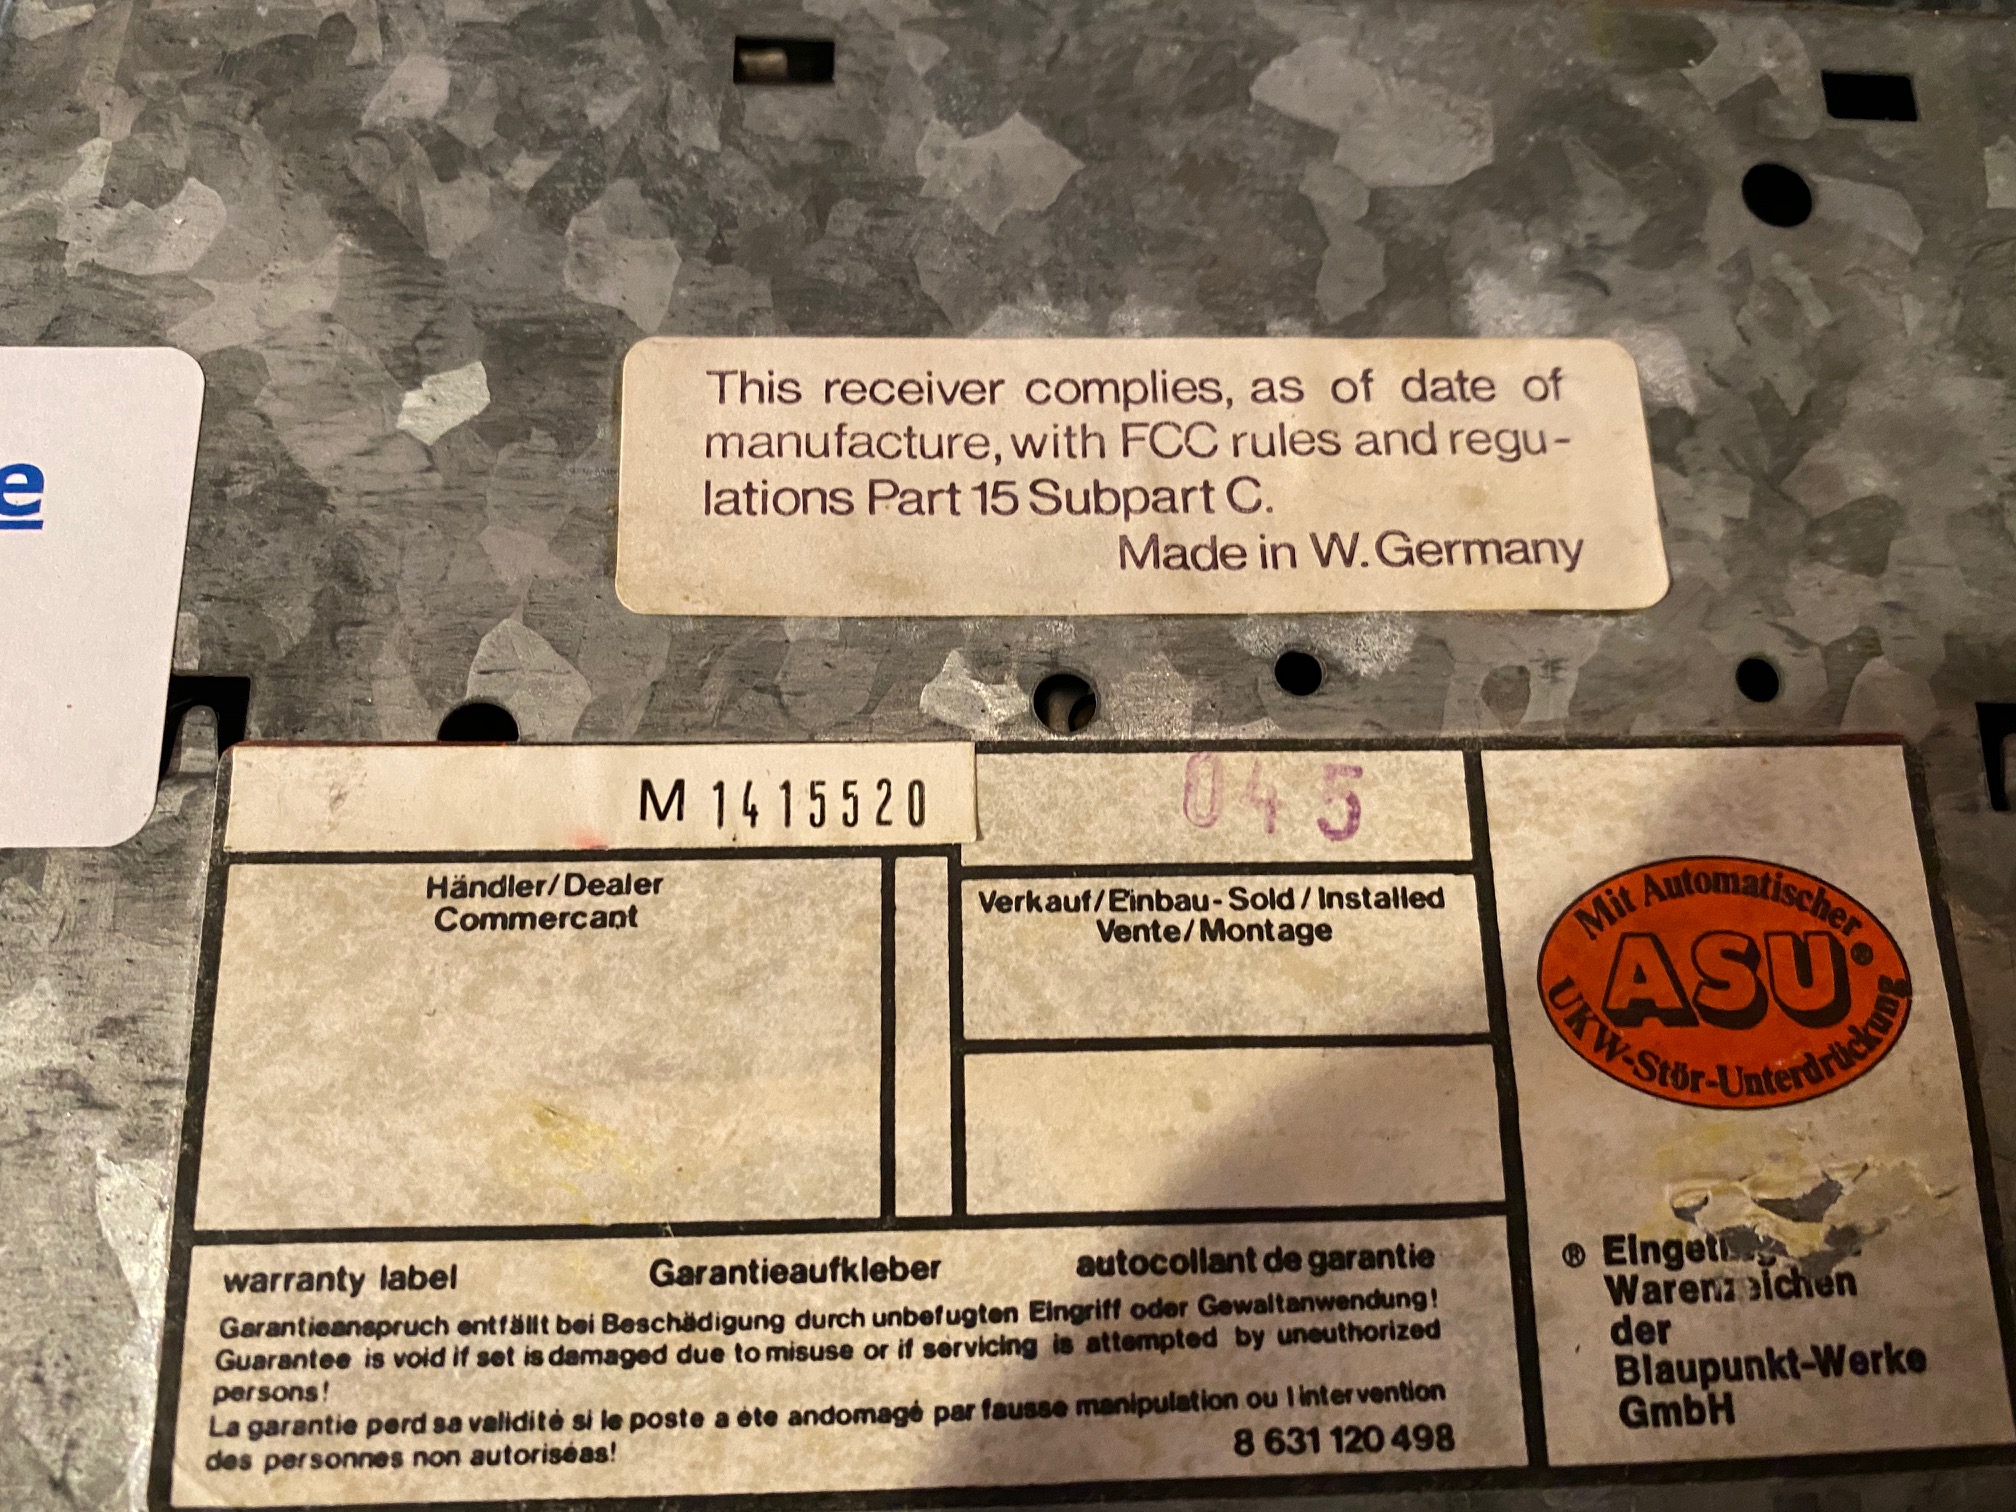 e
This receiver complies, as of date of
manufacture, with FCC rules and regu-
lations Part 15 Subpart C.
Made in W. Germany
M 1415520
045
Händler/Dealer
Commercant
Verkauf/Einbau-Sold/Installed
Vente/Montage
Mit Automatischer
ASU®
UKW-Stör-Unterdrückung
warranty label
Garantieaufkleber
autocollant de garantie
Garantieanspruch entfällt bei Beschädigung durch unbefugten Eingriff oder Gewaltanwendung!
Guarantee is void if set is damaged due to misuse or if servicing is attempted by uneuthorized
persons!
La garantie perd sa validité si le poste a éte andomagé par fausse manipulation ou l intervention
des personnes non autoriséas!
8 631 120 498
®
Warenzeichen
der
Blaupunkt-Werke
GmbH